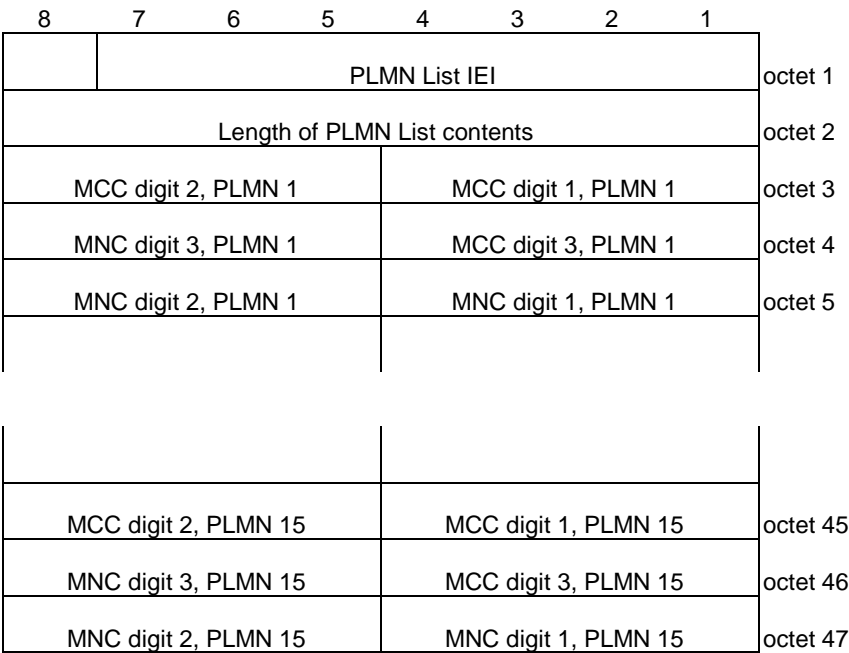 8 7 6 5 4 3 2 1
PLMN List IEI octet 1
Length of PLMN List contents octet 2
MCC digit 2, PLMN 1 MCC digit 1, PLMN 1 octet 3
MNC digit 3, PLMN 1 MCC digit 3, PLMN 1 octet 4
MNC digit 2, PLMN 1 MNC digit 1, PLMN 1 octet 5
MCC digit 2, PLMN 15 MCC digit 1, PLMN 15 octet 45
MNC digit 3, PLMN 15 MCC digit 3, PLMN 15 octet 46
MNC digit 2, PLMN 15 MNC digit 1, PLMN 15 octet 47